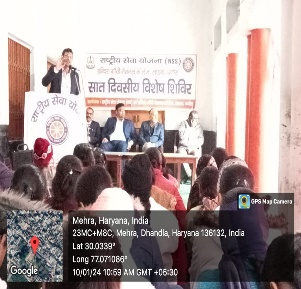 राष्ट्रीय सेवा योजना (NSS)
सात दिवसीय विशेष शिविर
राष्ट्रीय सेवा यो
GPS Map Camera
Mehra, Haryana, India
23MC+M8C, Mehra, Dhandla, Haryana 136132, India
Lat 30.0339°
Long 77.071086°
10/01/24 10:59 AM GMT +05:30
Google